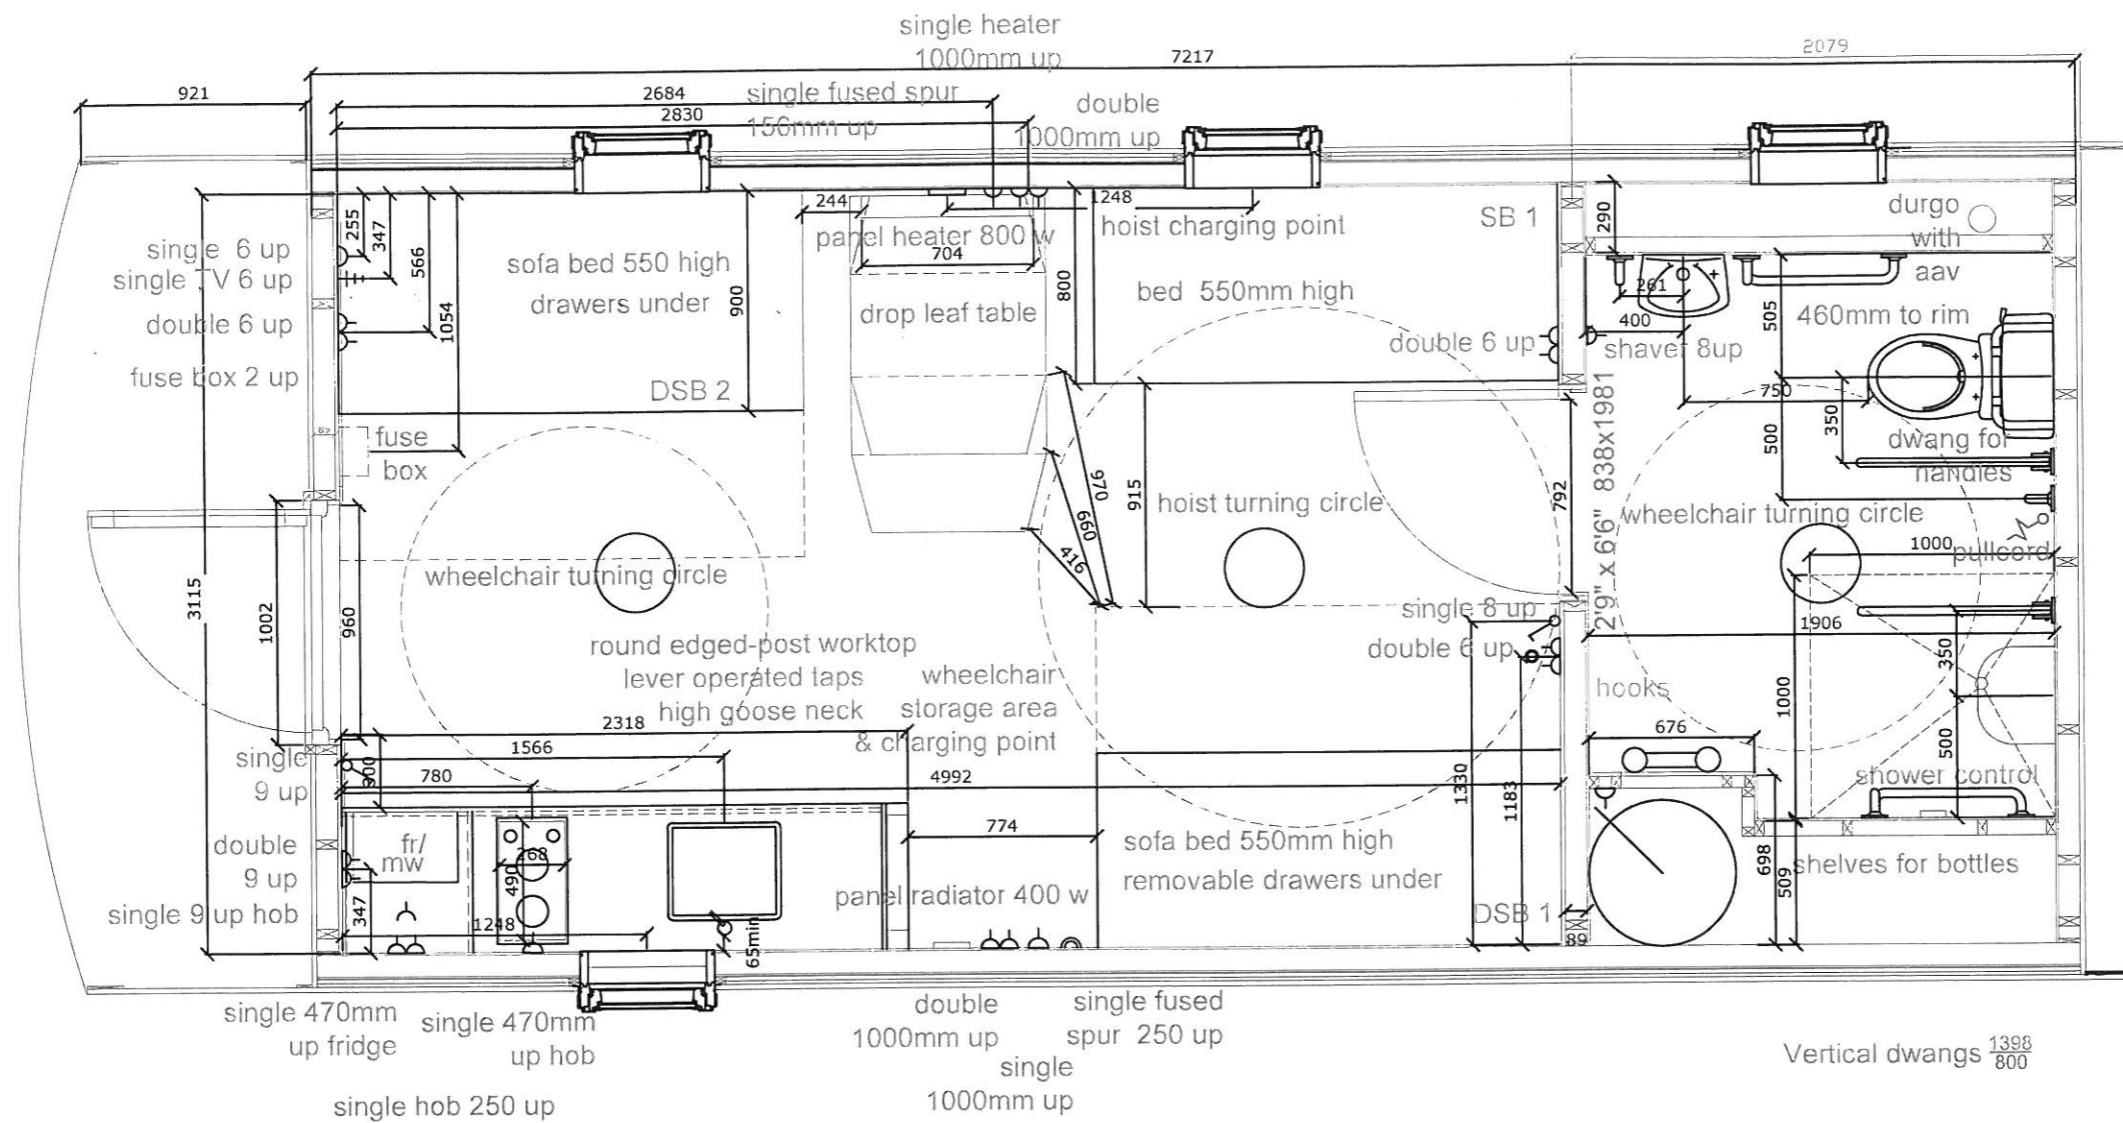 single heater
1000mm up
7217
2079
921
2684
single fused spur
150mm up
2830
double
1000mm up
244
1248
panel heater 800 w
704
hoist charging point
SB 1
290
durgo
with
aav
255
347
566
1054
single 6 up
single TV 6 up
double 6 up
fuse box 2 up
sofa bed 550 high
drawers under
900
800
bed 550mm high
drop leaf table
double 6 up
261
400
shaver 8up
505
460mm to rim
750
350
500
DSB 2
fuse
box
dwang for
handles
970
660
416
915
hoist turning circle
792
2'9" x 6'6" 838x1981
wheelchair turning circle
1000
pullcord
3115
1002
960
wheelchair turning circle
single 8 up
double 6 up
1906
350
round edged-post worktop
lever operated taps
high goose neck
wheelchair
storage area
& charging point
hooks
676
1000
500
2318
1566
780
4992
300
single
9 up
1330
1183
shower control
double
9 up
single 9 up hob
fr/
mw
268
490
347
1248
65min
774
panel radiator 400 w
sofa bed 550mm high
removable drawers under
DSB 1
89
698
509
shelves for bottles
single 470mm
up fridge
single 470mm
up hob
single hob 250 up
double
1000mm up
single fused
spur 250 up
single
1000mm up
Vertical dwangs 1398
800